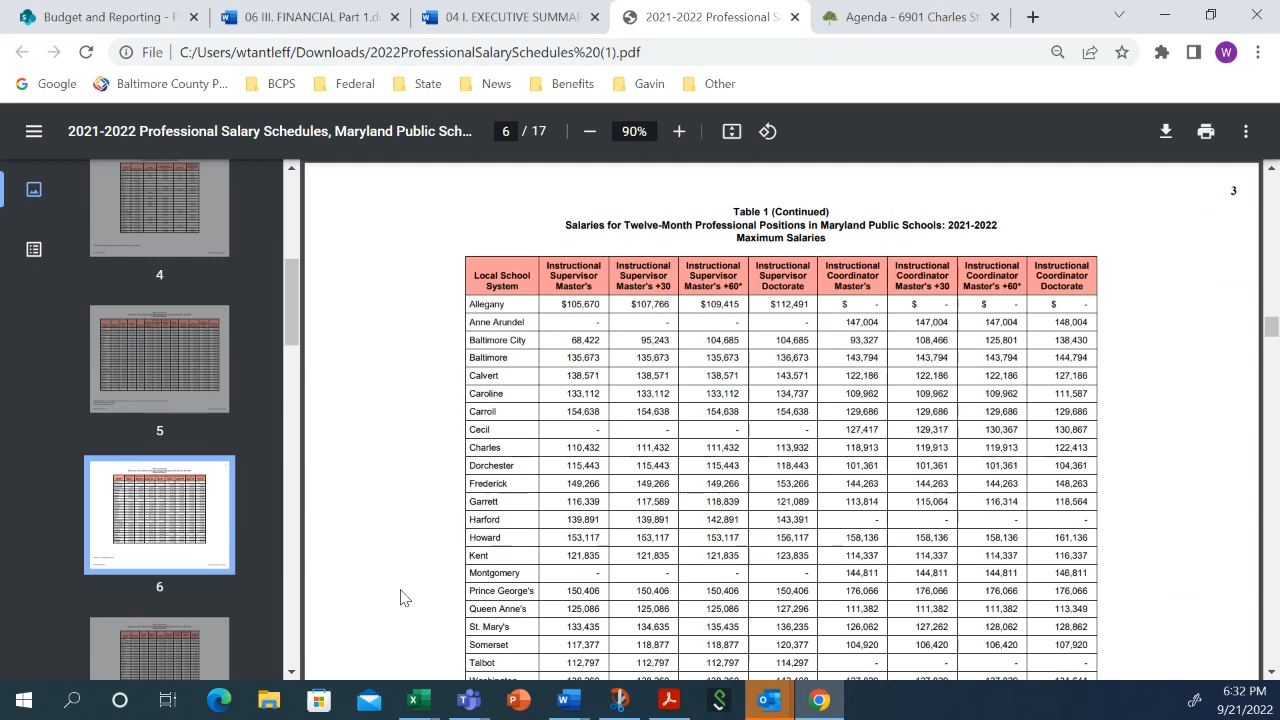 Budget and Reporting - F
06 III. FINANCIAL Part 1.d
04 I. EXECUTIVE SUMMAR
2021-2022 Professional S
Agenda - 6901 Charles St
File C:/Users/wtantleff/Downloads/2022ProfessionalSalarySchedules%20(1).pdf
W
Google Baltimore County P... BCPS Federal State News Benefits Gavin Other
2021-2022 Professional Salary Schedules, Maryland Public Sch... 6 / 17 90%
4
5
6
3
Table 1 (Continued)
Salaries for Twelve-Month Professional Positions in Maryland Public Schools: 2021-2022
Maximum Salaries
Local School System Instructional Supervisor Master's Instructional Supervisor Master's +30 Instructional Supervisor Master's +60* Instructional Supervisor Doctorate Instructional Coordinator Master's Instructional Coordinator Master's +30 Instructional Coordinator Master's +60* Instructional Coordinator Doctorate
Allegany $105,670 $107,766 $109,415 $112,491 $ - $ - $ - $ -
Anne Arundel - - - - 147,004 147,004 147,004 148,004
Baltimore City 68,422 95,243 104,685 104,685 93,327 108,466 125,801 138,430
Baltimore 135,673 135,673 135,673 136,673 143,794 143,794 143,794 144,794
Calvert 138,571 138,571 138,571 143,571 122,186 122,186 122,186 127,186
Caroline 133,112 133,112 133,112 134,737 109,962 109,962 109,962 111,587
Carroll 154,638 154,638 154,638 154,638 129,686 129,686 129,686 129,686
Cecil - - - - 127,417 129,317 130,367 130,867
Charles 110,432 111,432 111,432 113,932 118,913 119,913 119,913 122,413
Dorchester 115,443 115,443 115,443 118,443 101,361 101,361 101,361 104,361
Frederick 149,266 149,266 149,266 153,266 144,263 144,263 144,263 148,263
Garrett 116,339 117,589 118,839 121,089 113,814 115,064 116,314 118,564
Harford 139,891 139,891 142,891 143,391 - - - -
Howard 153,117 153,117 153,117 156,117 158,136 158,136 158,136 161,136
Kent 121,835 121,835 121,835 123,835 114,337 114,337 114,337 116,337
Montgomery - - - - 144,811 144,811 144,811 146,811
Prince George's 150,406 150,406 150,406 150,406 176,066 176,066 176,066 176,066
Queen Anne's 125,086 125,086 125,086 127,296 111,382 111,382 111,382 113,349
St. Mary's 133,435 134,635 135,435 136,235 126,062 127,262 128,062 128,862
Somerset 117,377 118,877 118,877 120,377 104,920 106,420 106,420 107,920
Talbot 112,797 112,797 112,797 114,297 - - - -
6:32 PM
9/21/2022